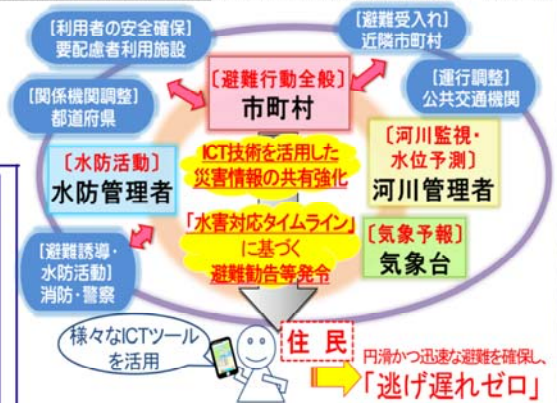 [利用者の安全確保]
要配慮者利用施設
[避難受入れ]
近隣市町村
[関係機関調整]
都道府県
[避難行動全般]
市町村
[運行調整]
公共交通機関
[水防活動]
水防管理者
ICT技術を活用した
災害情報の共有強化
[河川監視・
水位予測]
河川管理者
「水害対応タイムライン」
に基づく
避難勧告等発令
[気象予報]
気象台
[避難誘導・
水防活動]
消防・警察
様々なICTツール
を活用
住民
円滑かつ迅速な避難を確保し、
「逃げ遅れゼロ」